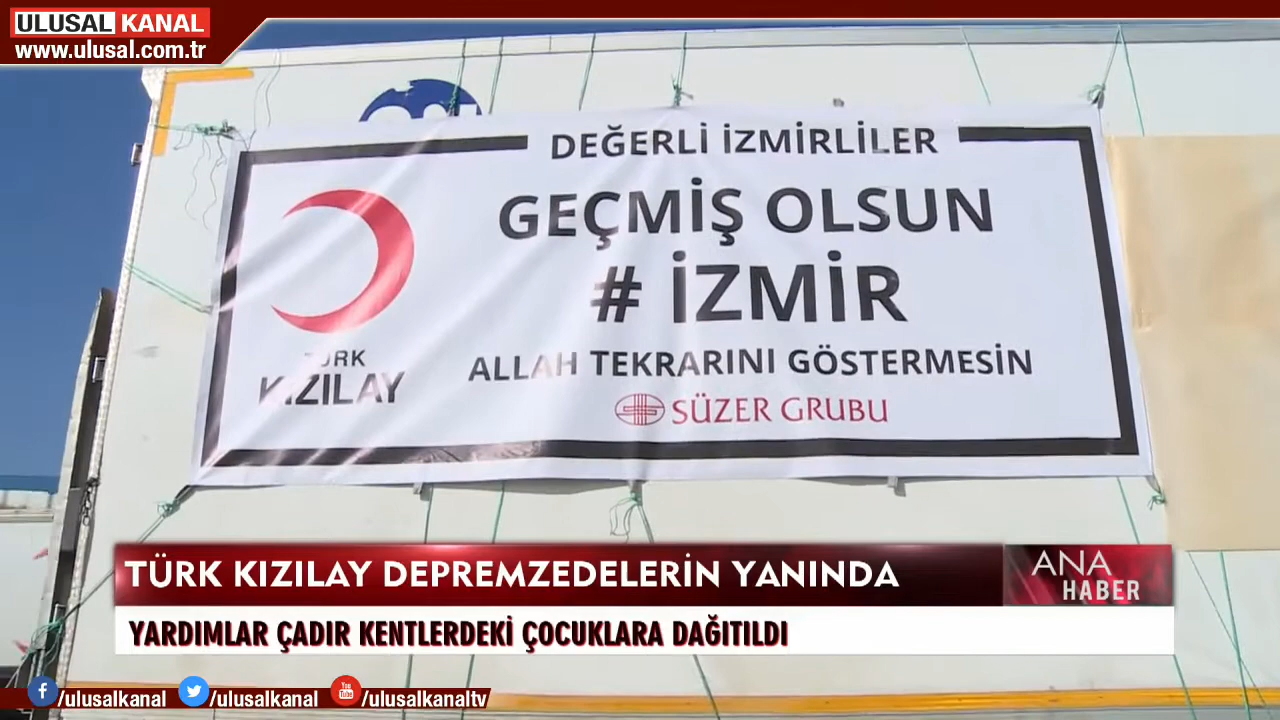 ULUSAL KANAL
www.ulusal.com.tr
DEĞERLİ İZMİRLİLER
GEÇMİŞ OLSUN
# İZMİR
ALLAH TEKRARINI GÖSTERMESİN
SÜZER GRUBU
TÜRK
KIZILAY
TÜRK KIZILAY DEPREMZEDELERİN YANINDA
ANA
HABER
YARDIMLAR ÇADIR KENTLERDEKİ ÇOCUKLARA DAĞITILDI
/ulusalkanal /ulusalkanal /ulusalkanaltv